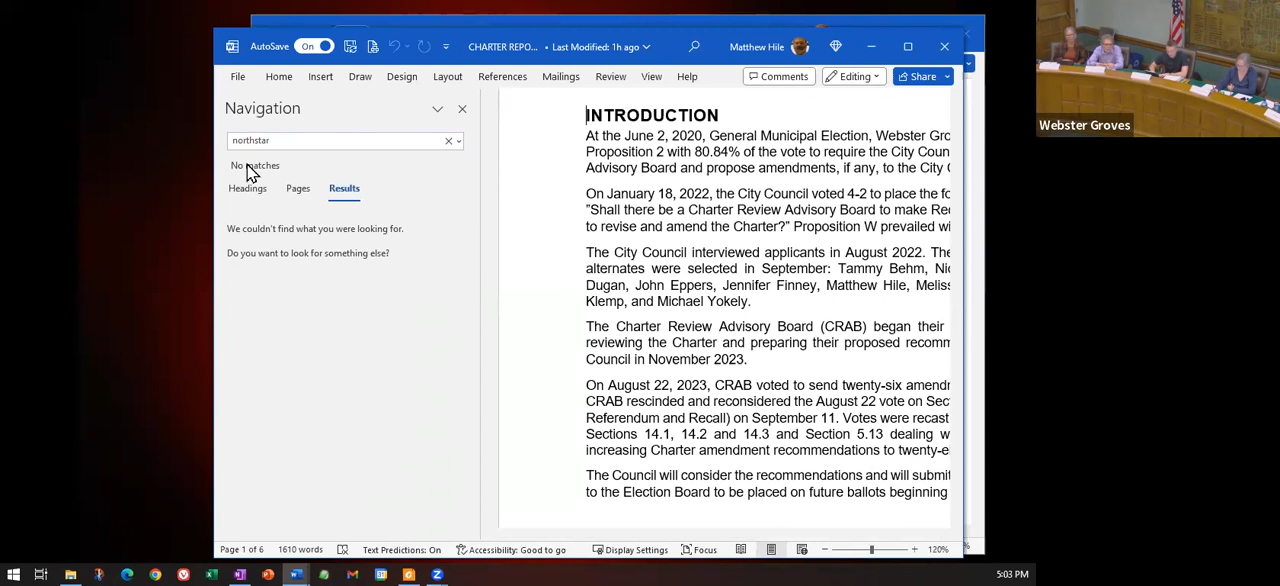 AutoSave On CHARTER REPO... • Last Modified: 1h ago Matthew Hile
File Home Insert Draw Design Layout References Mailings Review View Help Comments Editing Share
Navigation
northstar
No matches
Headings Pages Results
We couldn't find what you were looking for.
Do you want to look for something else?
INTRODUCTION
At the June 2, 2020, General Municipal Election, Webster Gro
Proposition 2 with 80.84% of the vote to require the City Coun
Advisory Board and propose amendments, if any, to the City
On January 18, 2022, the City Council voted 4-2 to place the fo
"Shall there be a Charter Review Advisory Board to make Re
to revise and amend the Charter?" Proposition W prevailed wi
The City Council interviewed applicants in August 2022. The
alternates were selected in September: Tammy Behm, Nic
Dugan, John Eppers, Jennifer Finney, Matthew Hile, Melis
Klemp, and Michael Yokely.
The Charter Review Advisory Board (CRAB) began their
reviewing the Charter and preparing their proposed recomm
Council in November 2023.
On August 22, 2023, CRAB voted to send twenty-six amend
CRAB rescinded and reconsidered the August 22 vote on Sec
Referendum and Recall) on September 11. Votes were recast
Sections 14.1, 14.2 and 14.3 and Section 5.13 dealing w
increasing Charter amendment recommendations to twenty-e
The Council will consider the recommendations and will submit
to the Election Board to be placed on future ballots beginning
Page 1 of 6 1610 words Text Predictions: On Accessibility: Good to go Display Settings Focus 120%
5:03 PM
Webster Groves